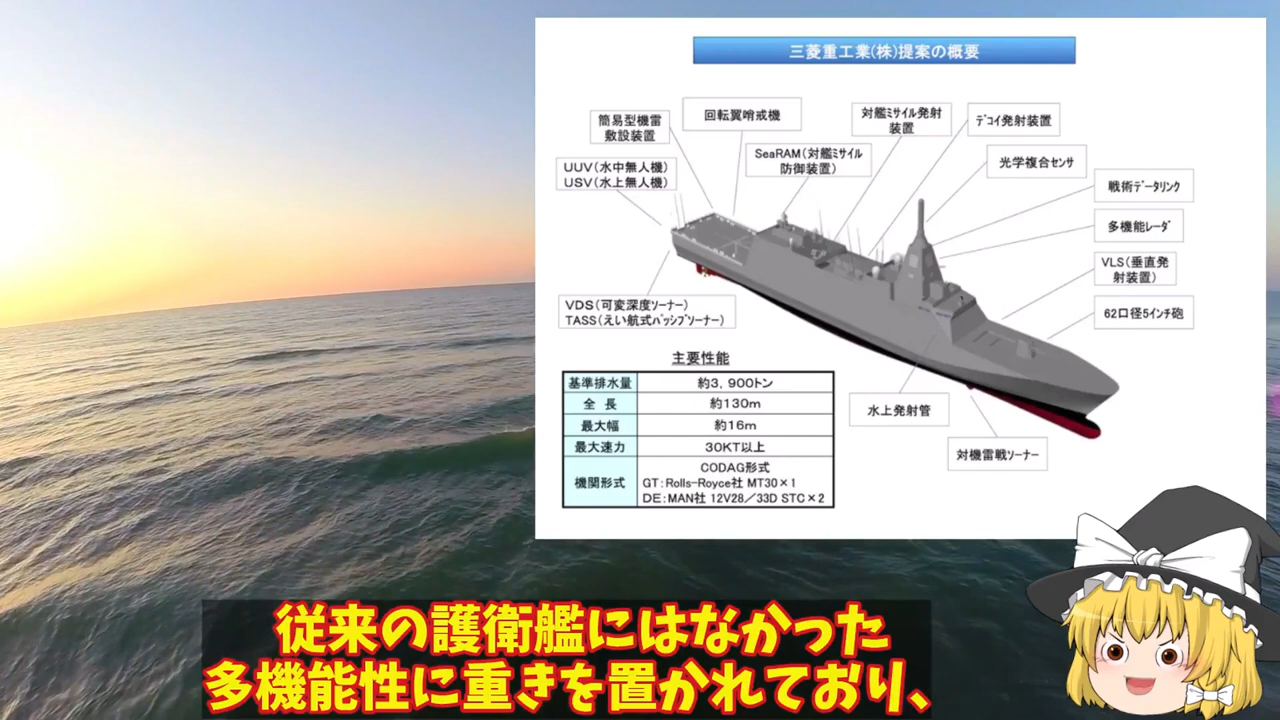 三菱重工業(株)提案の概要
簡易型機雷
敷設装置
回転翼哨戒機
対艦ﾐｻｲﾙ発射
装置
ﾃﾞｺｲ発射装置
UUV(水中無人機)
USV(水上無人機)
SeaRAM(対艦ﾐｻｲﾙ
防御装置)
光学複合ｾﾝｻ
戦術ﾃﾞｰﾀﾘﾝｸ
多機能ﾚｰﾀﾞ
VLS(垂直発
射装置)
62口径5ｲﾝﾁ砲
VDS(可変深度ｿｰﾅｰ)
TASS(えい航式ﾊﾟｯｼﾌﾞｿｰﾅｰ)
水上発射管
対機雷戦ｿｰﾅｰ
主要性能
基準排水量 約3，900トン
全 長 約130m
最大幅 約16m
最大速力 30KT以上
機関形式 CODAG形式
GT:Rolls-Royce社 MT30×1
DE:MAN社 12V28／33D STC×2
従来の護衛艦にはなかった
多機能性に重きを置かれており、